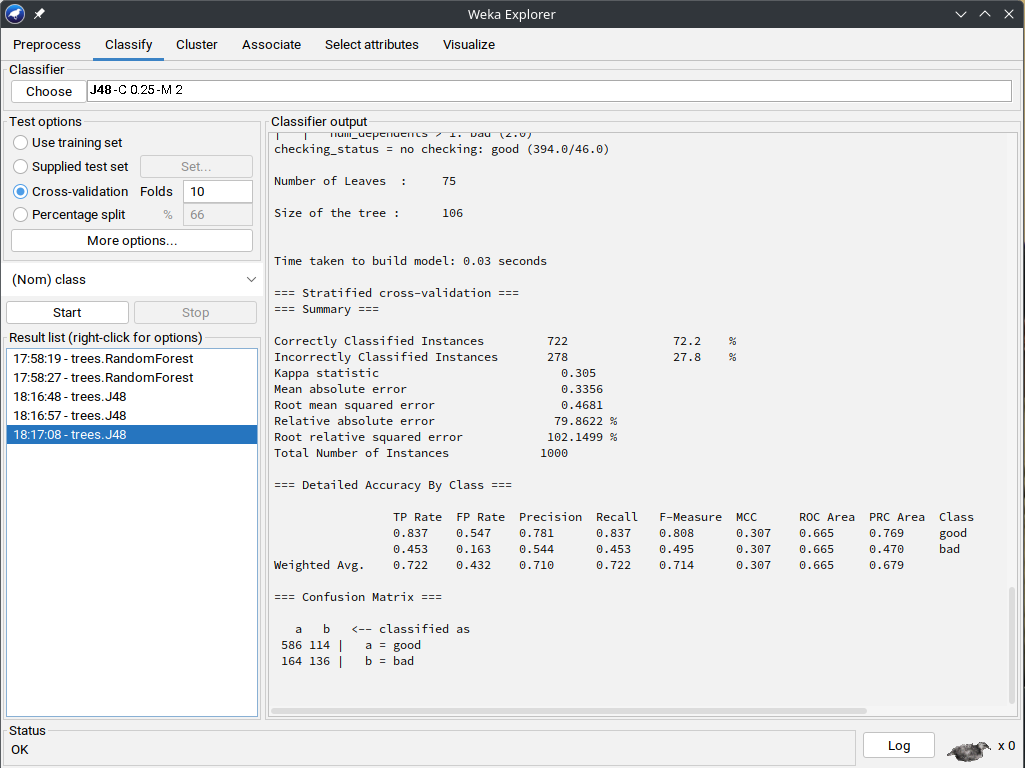 Weka Explorer
Preprocess Classify Cluster Associate Select attributes Visualize
Classifier
Choose J48 -C 0.25 -M 2
Test options
Use training set
Supplied test set Set...
Cross-validation Folds 10
Percentage split % 66
More options...
(Nom) class
Start Stop
Result list (right-click for options)
17:58:19 - trees.RandomForest
17:58:27 - trees.RandomForest
18:16:48 - trees.J48
18:16:57 - trees.J48
18:17:08 - trees.J48
Classifier output
| | num_dependents > 1: bad (2.0)
checking_status = no checking: good (394.0/46.0)
Number of Leaves : 75
Size of the tree : 106
Time taken to build model: 0.03 seconds
=== Stratified cross-validation ===
=== Summary ===
Correctly Classified Instances 722 72.2 %
Incorrectly Classified Instances 278 27.8 %
Kappa statistic 0.305
Mean absolute error 0.3356
Root mean squared error 0.4681
Relative absolute error 79.8622 %
Root relative squared error 102.1499 %
Total Number of Instances 1000
=== Detailed Accuracy By Class ===
TP Rate FP Rate Precision Recall F-Measure MCC ROC Area PRC Area Class
0.837 0.547 0.781 0.837 0.808 0.307 0.665 0.769 good
0.453 0.163 0.544 0.453 0.495 0.307 0.665 0.470 bad
Weighted Avg. 0.722 0.432 0.710 0.722 0.714 0.307 0.665 0.679
=== Confusion Matrix ===
a b <-- classified as
586 114 | a = good
164 136 | b = bad
Status
OK
Log
x 0